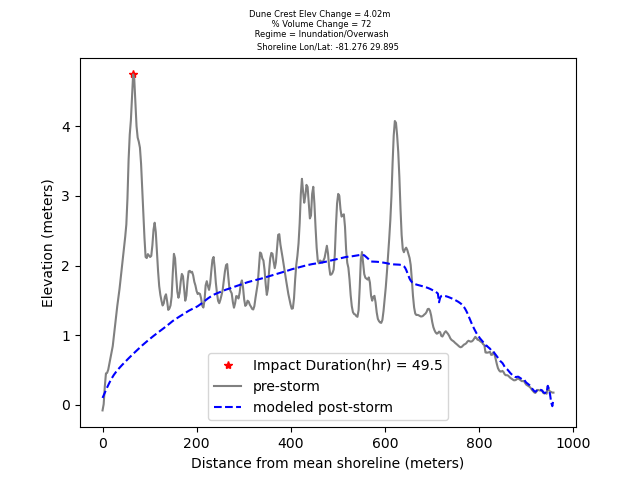 Dune Crest Elev Change = 4.02m
% Volume Change = 72
Regime = Inundation/Overwash
Shoreline Lon/Lat: -81.276 29.895
4
3
2
1
0
Elevation (meters)
Impact Duration(hr) = 49.5
pre-storm
modeled post-storm
0 200 400 600 800 1000
Distance from mean shoreline (meters)